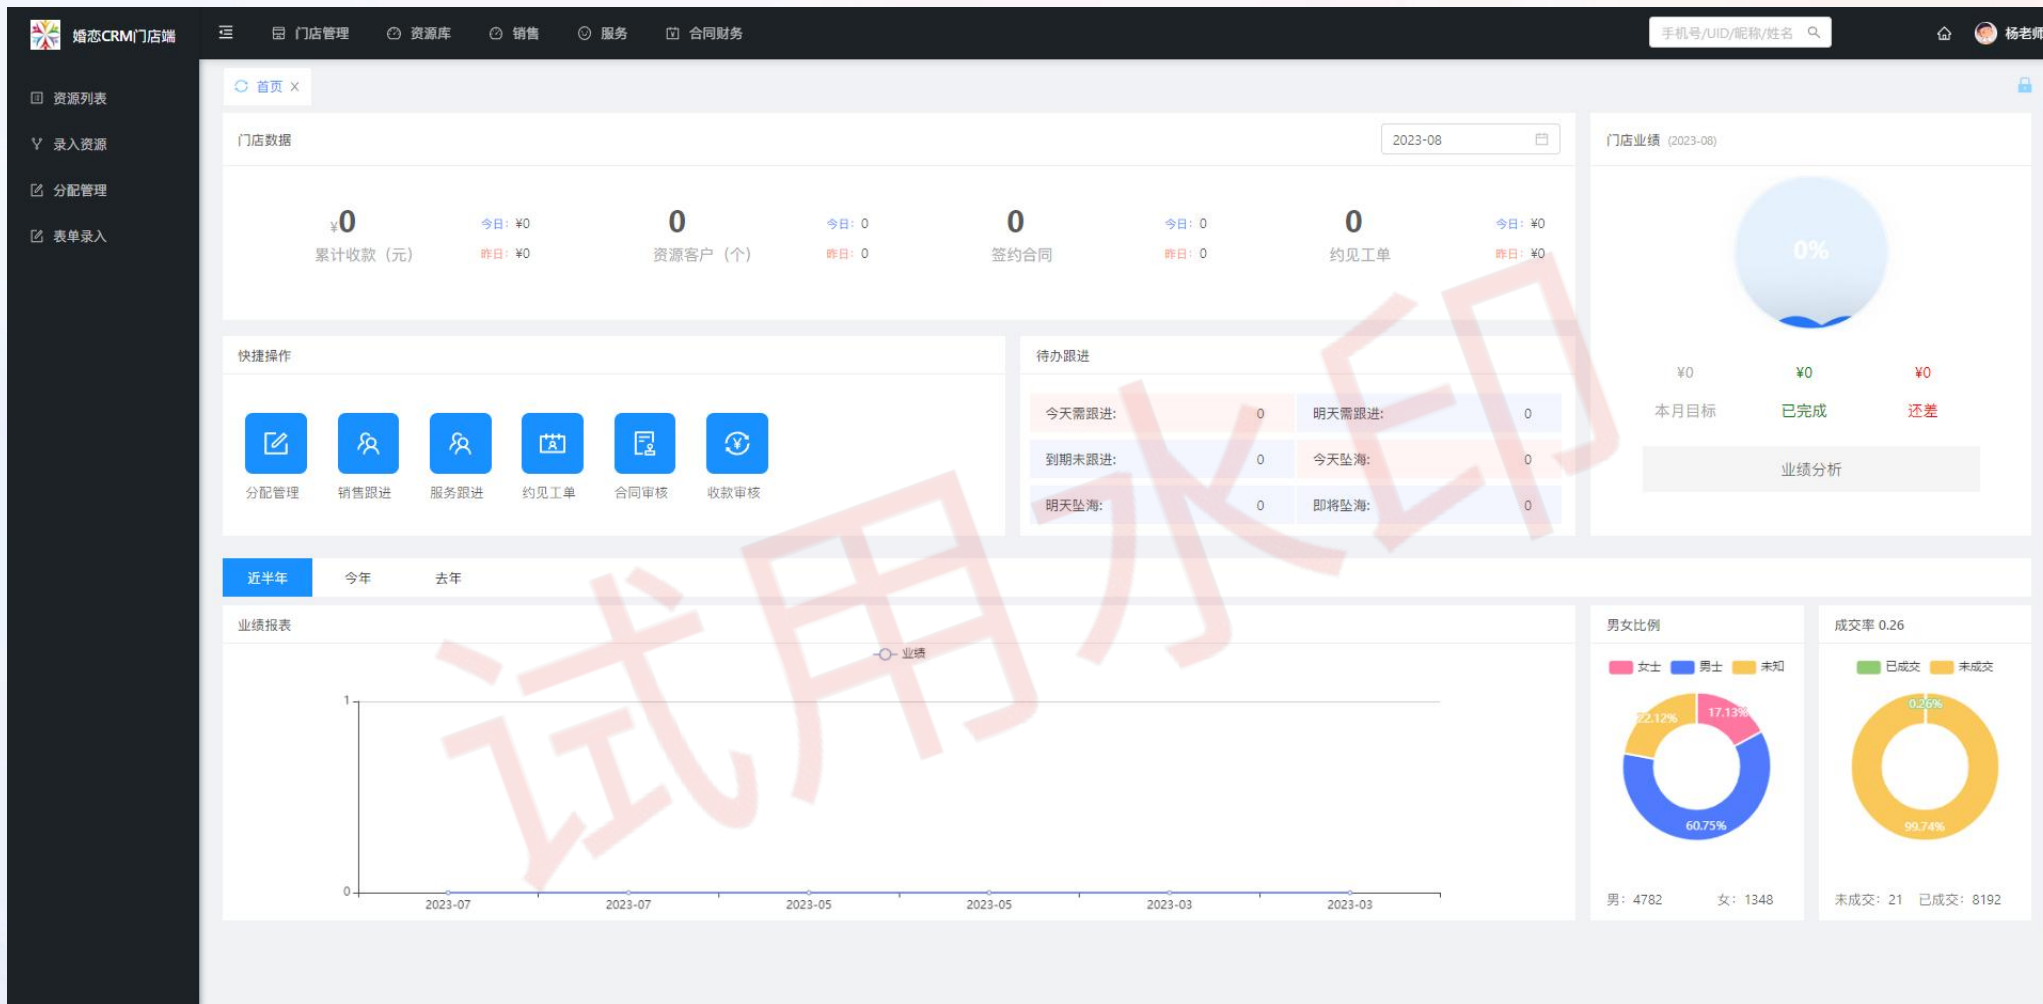 婚恋CRM门店端
门店管理 资源库 销售 服务 合同财务
手机号/UID/昵称/姓名
杨老师
资源列表
录入资源
分配管理
表单录入
首页 X
门店数据
2023-08
¥0
累计收款（元）
今日: ¥0
昨日: ¥0
0
资源客户（个）
今日: 0
昨日: 0
0
签约合同
今日: 0
昨日: 0
0
约见工单
今日: ¥0
昨日: ¥0
门店业绩 (2023-08)
0%
¥0 ¥0 ¥0
本月目标 已完成 还差
业绩分析
快捷操作
分配管理 销售跟进 服务跟进 约见工单 合同审核 收款审核
待办跟进
今天需跟进: 0 明天需跟进: 0
到期未跟进: 0 今天坠海: 0
明天坠海: 0 即将坠海: 0
近半年 今年 去年
业绩报表
业绩
1
0
2023-07 2023-07 2023-05 2023-05 2023-03 2023-03
男女比例
女士 男士 未知
22.12% 17.13%
60.75%
男: 4782 女: 1348
成交率 0.26
已成交 未成交
0.26%
99.74%
未成交: 21 已成交: 8192
试用水印